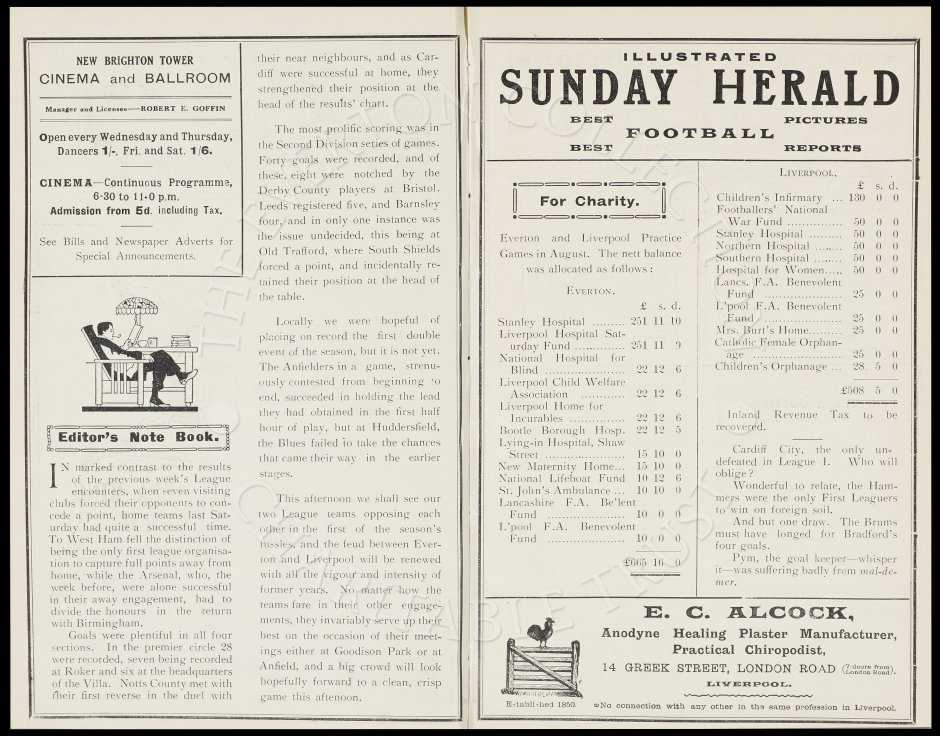 NEW BRIGHTON TOWER
CINEMA and BALLROOM
Manager and Licensee—ROBERT E. GOFFIN
Open every Wednesday and Thursday,
Dancers 1/-, Fri. and Sat. 1/6.
CINEMA—Continuous Programme,
6-30 to 11-0 p.m.
Admission from 5d. including Tax.
See Bills and Newspaper Adverts for
Special Announcements.
Editor's Note Book.
IN marked contrast to the results
of the previous week's League
encounters, when seven visiting
clubs forced their opponents to con-
cede a point, home teams last Sat-
urday had quite a successful time.
To West Ham fell the distinction of
being the only first league organisa-
tion to capture full points away from
home, while the Arsenal, who, the
week before, were alone successful
in their away engagement, had to
divide the honours in the return
with Birmingham.
Goals were plentiful in all four
sections. In the premier circle 28
were recorded, seven being recorded
at Roker and six at the headquarters
of the Villa. Notts County met with
their first reverse in the duel with
their near neighbours, and as Car-
diff were successful at home, they
strengthened their position at the
head of the results' chart.
The most prolific scoring was in
the Second Division series of games.
Forty goals were recorded, and of
these, eight were notched by the
Derby County players at Bristol.
Leeds registered five, and Barnsley
four, and in only one instance was
the issue undecided, this being at
Old Trafford, where South Shields
forced a point, and incidentally re-
tained their position at the head of
the table.
Locally we were hopeful of
placing on record the first double
event of the season, but it is not yet.
The Anfielders in a game, strenu-
ously contested from beginning to
end, succeeded in holding the lead
they had obtained in the first half
hour of play, but at Huddersfield,
the Blues failed to take the chances
that came their way in the earlier
stages.
This afternoon we shall see our
two League teams opposing each
other in the first of the season's
tussles, and the feud between Ever-
ton and Liverpool will be renewed
with all the vigour and intensity of
former years. No matter how the
teams fare in their other engage-
ments, they invariably serve up their
best on the occasion of their meet-
ings either at Goodison Park or at
Anfield, and a big crowd will look
hopefully forward to a clean, crisp
game this afternoon.
ILLUSTRATED
SUNDAY HERALD
BEST PICTURES
FOOTBALL
BEST REPORTS
For Charity.
Everton and Liverpool Practice
Games in August. The nett balance
was allocated as follows:
EVERTON.
£ s. d.
Stanley Hospital ......... 251 11 10
Liverpool Hospital Sat-
urday Fund ............ 251 11 9
National Hospital for
Blind ..................... 22 12 6
Liverpool Child Welfare
Association ............ 22 12 6
Liverpool Home for
Incurables ............... 22 12 6
Bootle Borough Hosp. 22 12 5
Lying-in Hospital, Shaw
Street ..................... 15 10 0
New Maternity Home... 15 10 0
National Lifeboat Fund 10 12 6
St. John's Ambulance ... 10 10 0
Lancashire F.A. Be'lent
Fund ..................... 10 0 0
L'pool F.A. Benevolent
Fund ..................... 10 0 0
£665 16 0
LIVERPOOL.
£ s. d.
Children's Infirmary ... 130 0 0
Footballers' National
War Fund ............... 50 0 0
Stanley Hospital ......... 50 0 0
Northern Hospital ........ 50 0 0
Southern Hospital ........ 50 0 0
Hospital for Women..... 50 0 0
Lancs. F.A. Benevolent
Fund ..................... 25 0 0
L'pool F.A. Benevolent
Fund ..................... 25 0 0
Mrs. Burt's Home......... 25 0 0
Catholic Female Orphan-
age ........................ 25 0 0
Children's Orphanage ... 28 5 0
£508 5 0
Inland Revenue Tax to be
recovered.
Cardiff City, the only un-
defeated in League I. Who will
oblige?
Wonderful to relate, the Ham-
mers were the only First Leaguers
to win on foreign soil.
And but one draw. The Brums
must have longed for Bradford's
four goals.
Pym, the goal keeper—whisper
it—was suffering badly from mal-de-
mer.
E. C. ALCOCK,
Anodyne Healing Plaster Manufacturer,
Practical Chiropodist,
14 GREEK STREET, LONDON ROAD (7-doors from London Road).
LIVERPOOL.
Established 1850. No connection with any other in the same profession in Liverpool.